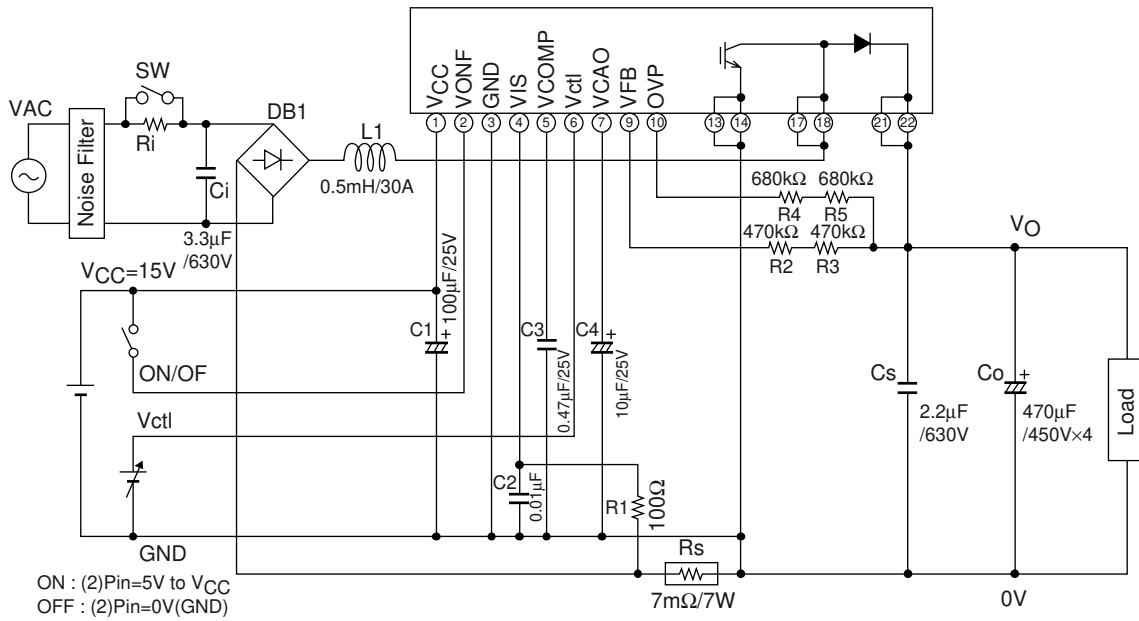 SW
VAC
Noise Filter
Ri
Ci
3.3μF
/630V
DB1
L1
0.5mH/30A
VCC
VONF
GND
VIS
VCOMP
Vctl
VCAO
VFB
OVP
1 2 3 4 5 6 7 9 10 13 14 17 18 21 22
680kΩ 680kΩ
R4 R5
470kΩ 470kΩ
R2 R3
VO
VCC=15V
100μF/25V
C1 +
C3
0.47μF/25V
C4 +
10μF/25V
ON/OF
Vctl
C2
0.01μF
R1
100Ω
Cs
2.2μF
/630V
Co +
470μF
/450V×4
Load
GND
Rs
7mΩ/7W
0V
ON : (2)Pin=5V to VCC
OFF : (2)Pin=0V(GND)